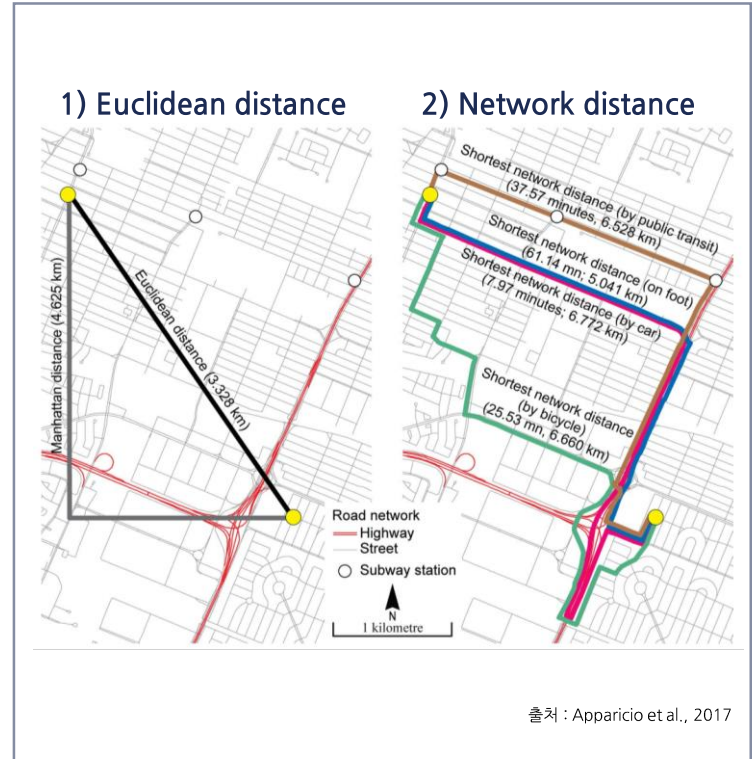 1) Euclidean distance
2) Network distance
Manhattan distance (4.625 km)
Euclidean distance (3.328 km)
Shortest network distance (by public transit)
(37.57 minutes, 6.528 km)
Shortest network distance (on foot)
(61.14 mn; 5.041 km)
Shortest network distance (by car)
(7.97 minutes; 6.772 km)
Shortest network distance
(by bicycle)
(25.53 mn, 6.660 km)
Road network
Highway
Street
Subway station
N
1 kilometre
출처 : Apparicio et al., 2017